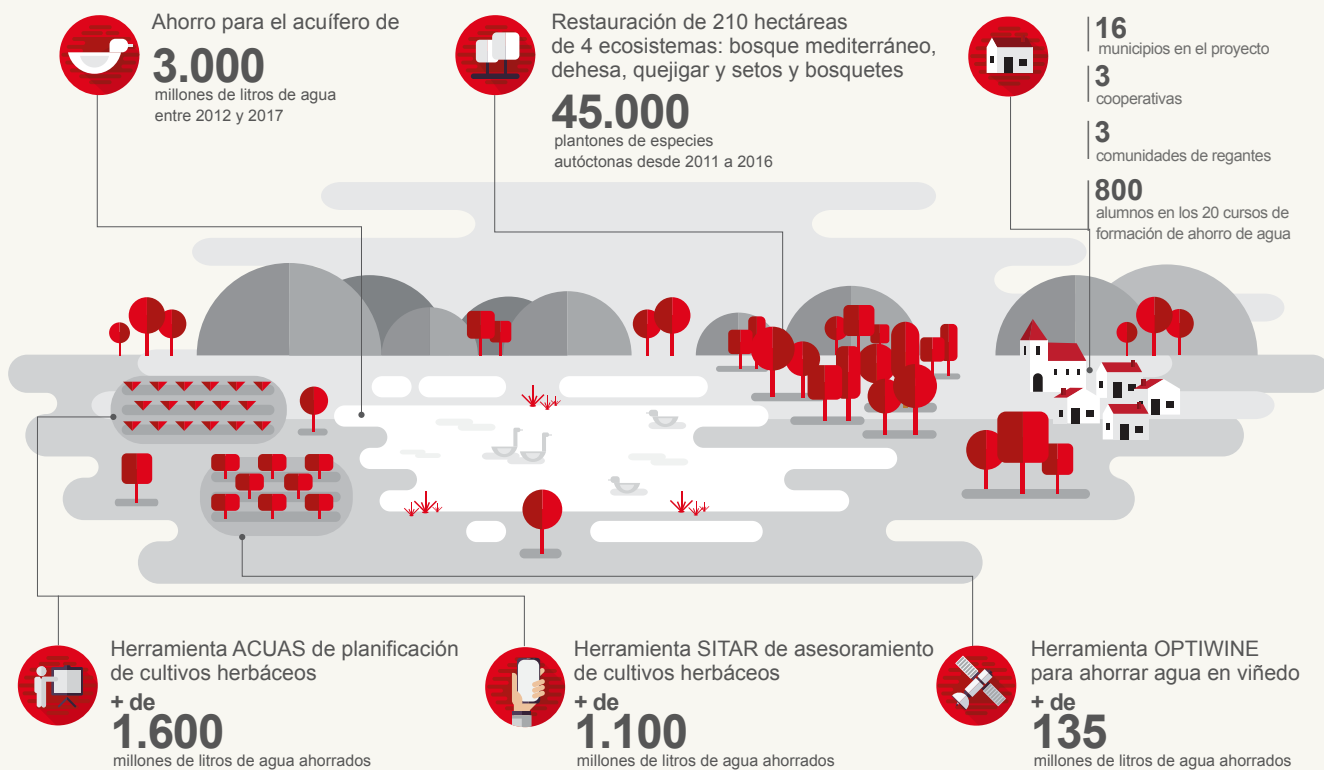 Ahorro para el acuífero de
3.000
millones de litros de agua
entre 2012 y 2017
Restauración de 210 hectáreas
de 4 ecosistemas: bosque mediterráneo,
dehesa, quejigar y setos y bosquetes
45.000
plantones de especies
autóctonas desde 2011 a 2016
16
municipios en el proyecto
3
cooperativas
3
comunidades de regantes
800
alumnos en los 20 cursos de
formación de ahorro de agua
Herramienta ACUAS de planificación
de cultivos herbáceos
+ de
1.600
millones de litros de agua ahorrados
Herramienta SITAR de asesoramiento
de cultivos herbáceos
+ de
1.100
millones de litros de agua ahorrados
Herramienta OPTIWINE
para ahorrar agua en viñedo
+ de
135
millones de litros de agua ahorrados